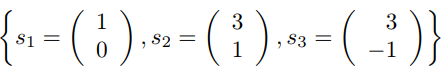 {s₁ = (1 0), s₂ = (3 1), s₃ = (3 -1)}